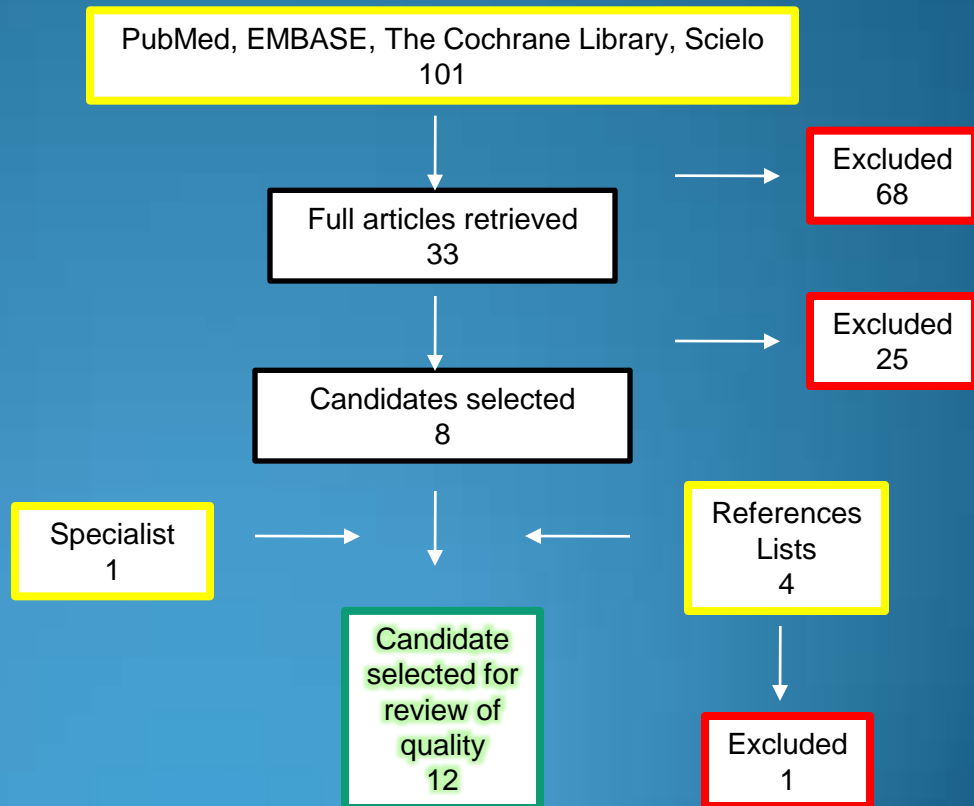 PubMed, EMBASE, The Cochrane Library, Scielo
101
Excluded
68
Full articles retrieved
33
Excluded
25
Candidates selected
8
Specialist
1
References
Lists
4
Candidate
selected for
review of
quality
12
Excluded
1